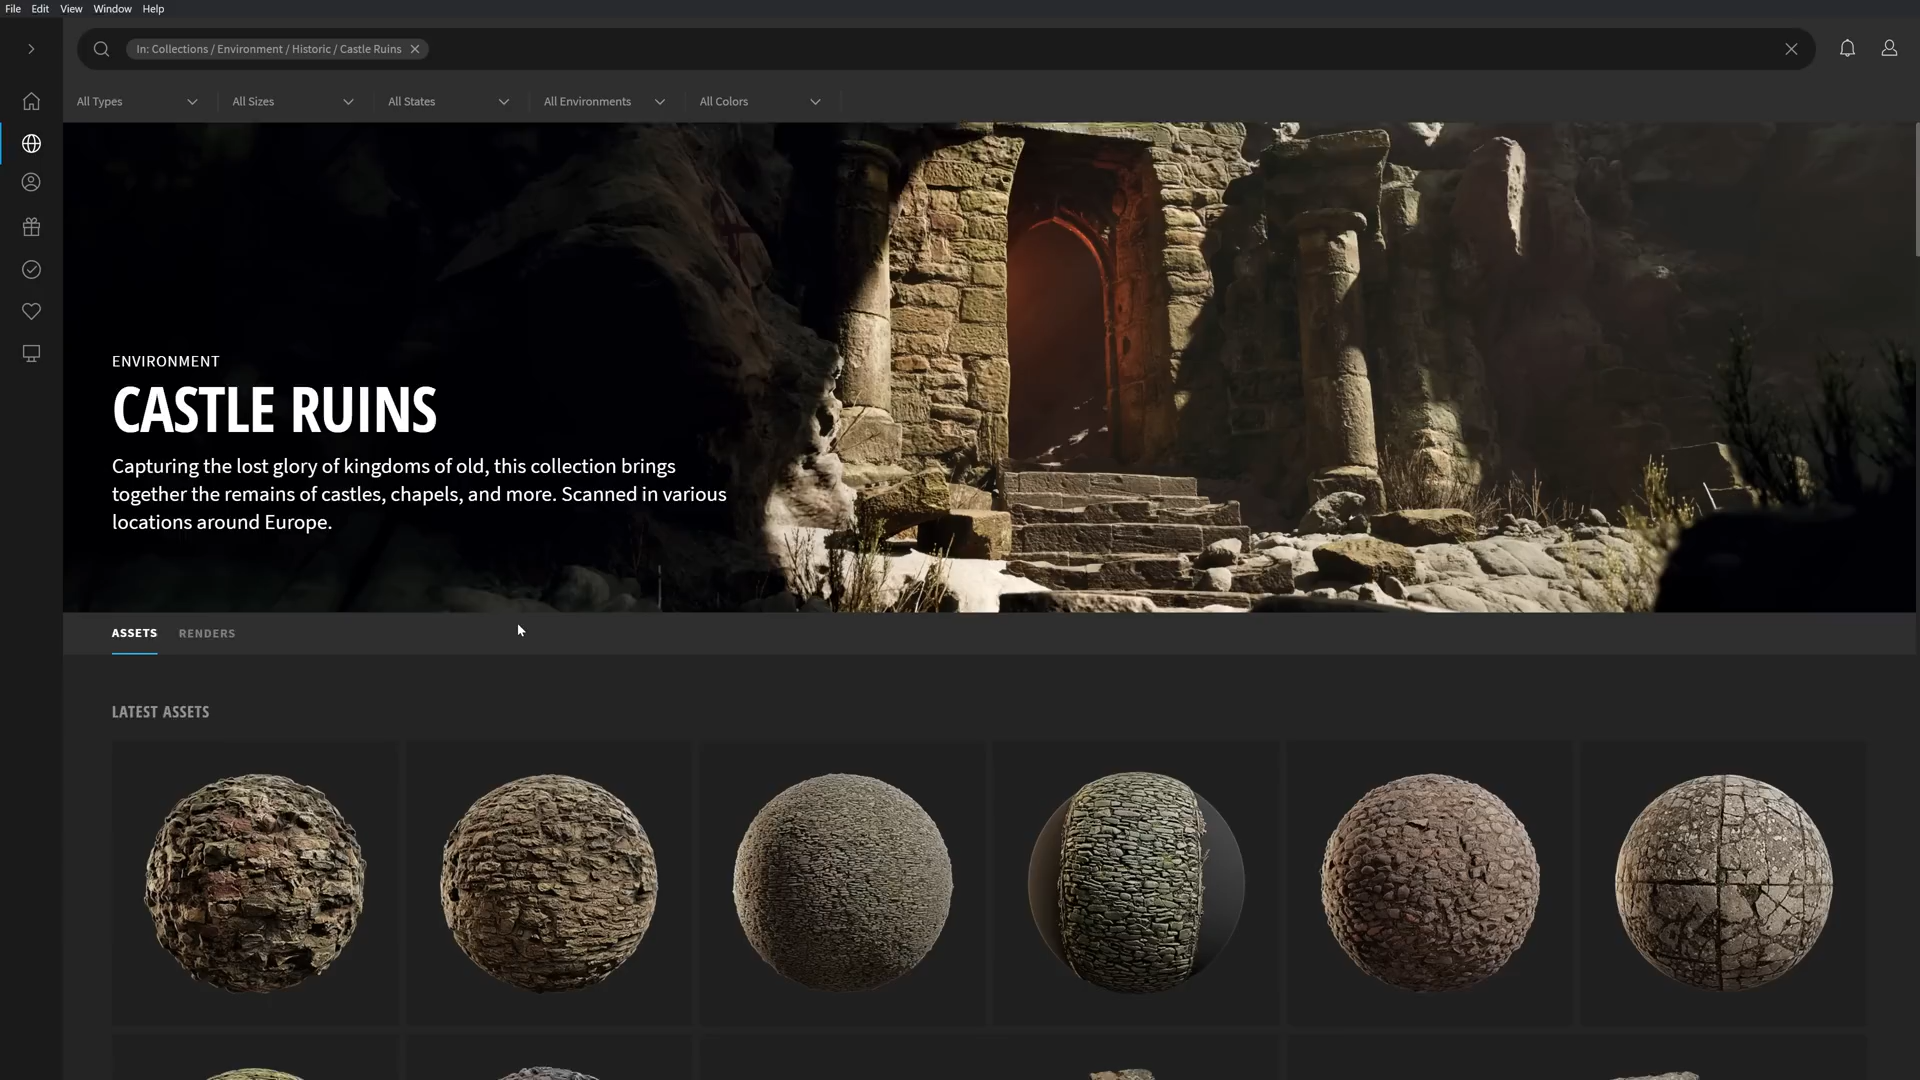 File Edit View Window Help
In: Collections / Environment / Historic / Castle Ruins
All Types
All Sizes
All States
All Environments
All Colors
ENVIRONMENT
CASTLE RUINS
Capturing the lost glory of kingdoms of old, this collection brings
together the remains of castles, chapels, and more. Scanned in various
locations around Europe.
ASSETS
RENDERS
LATEST ASSETS